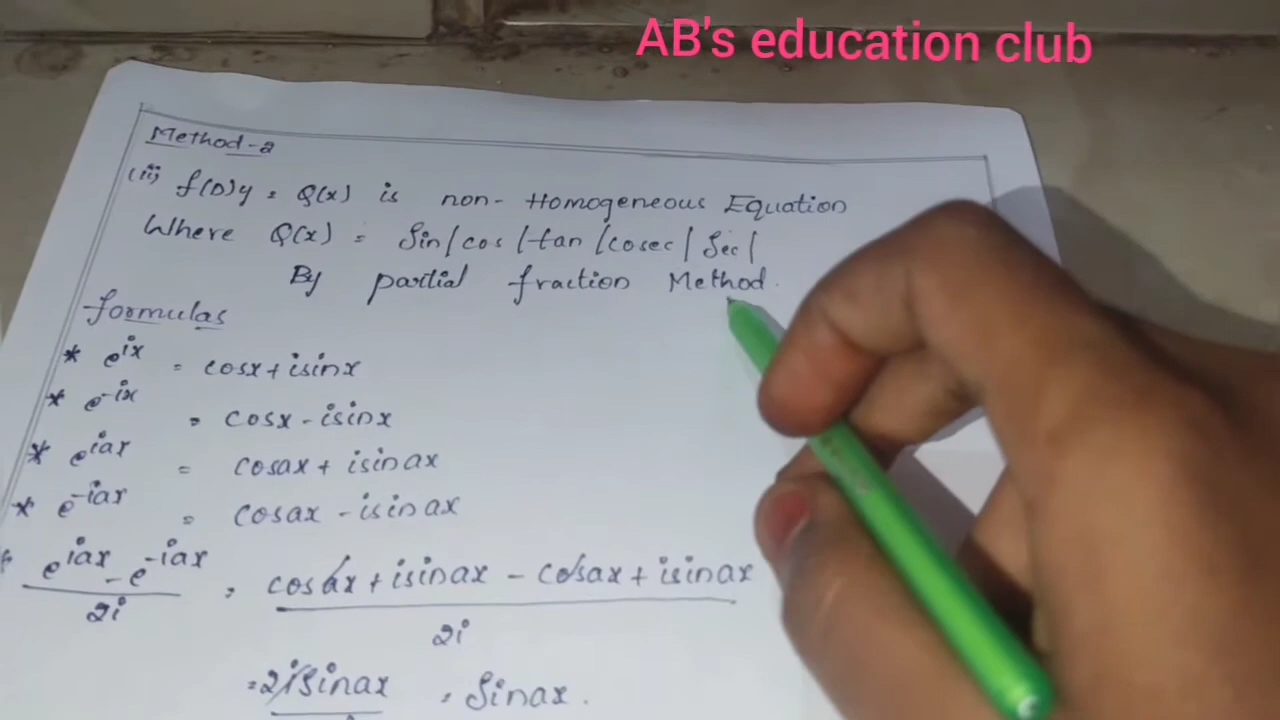 AB's education club
Method-2
(ii) f(D)y = Q(x) is non-Homogeneous Equation
Where Q(x) = Sin/cos/tan/cosec/Sec/
By partial fraction Method.
formulas
* e^ix = cosx+isinx
* e^-ix = cosx-isinx
* e^iax = cosax+isinax
* e^-iax = cosax-isinax
* e^iax - e^-iax / 2i = cosax+isinax-cosax+isinax / 2i
= 2isinax = Sinax.